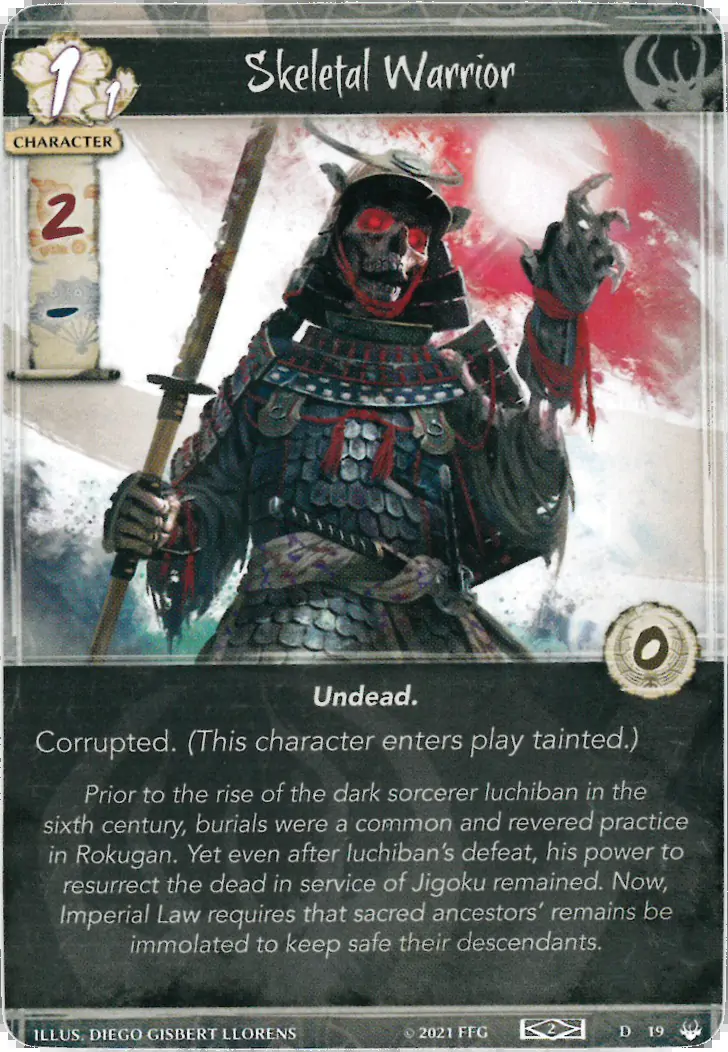 1
1
Skeletal Warrior
CHARACTER
2
-
0
Undead.
Corrupted. (This character enters play tainted.)
Prior to the rise of the dark sorcerer Iuchiban in the
sixth century, burials were a common and revered practice
in Rokugan. Yet even after Iuchiban's defeat, his power to
resurrect the dead in service of Jigoku remained. Now,
Imperial Law requires that sacred ancestors' remains be
immolated to keep safe their descendants.
ILLUS. DIEGO GISBERT LLORENS © 2021 FFG 2 D 19